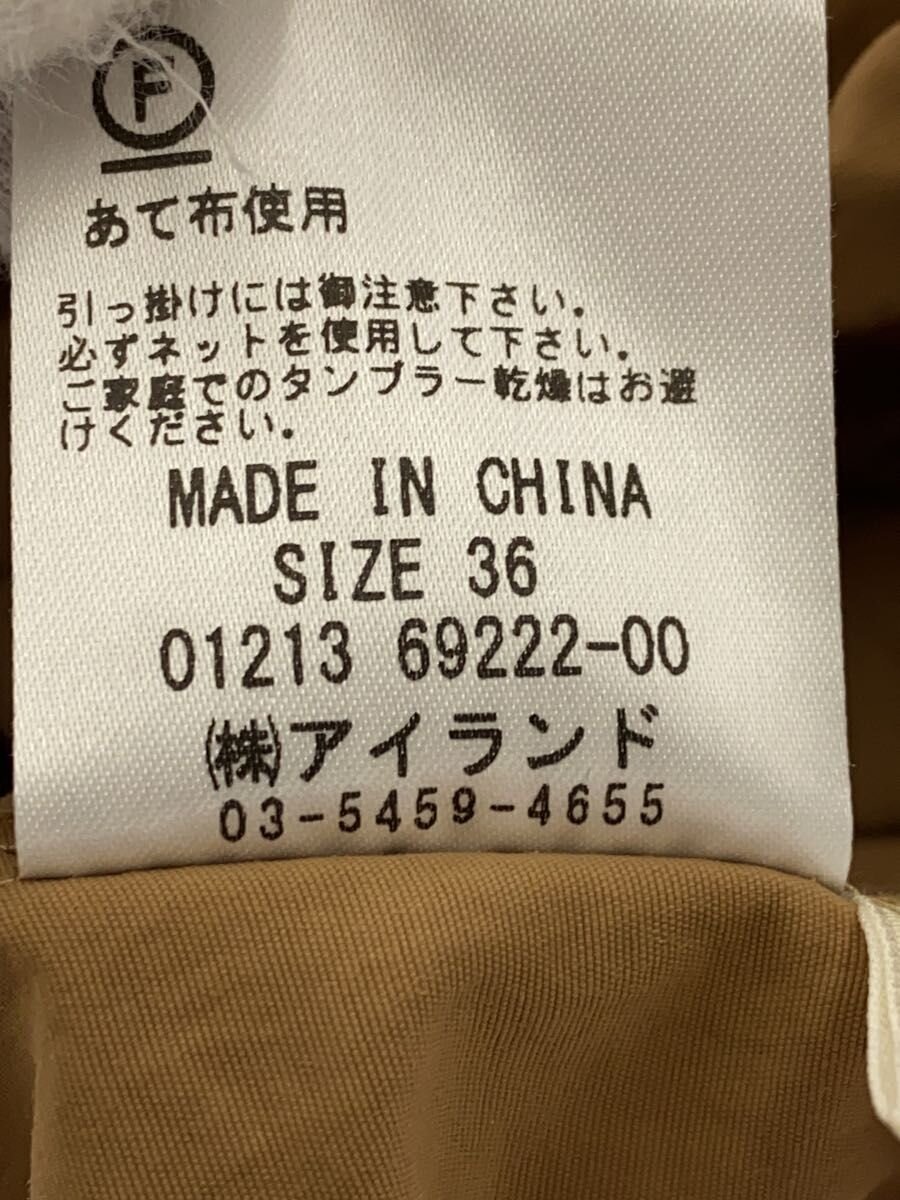 F
あて布使用
引っ掛けには御注意下さい.
必ずネットを使用して下さい.
ご家庭でのタンブラー乾燥はお避
けください.
MADE IN CHINA
SIZE 36
01213 69222-00
(株)アイランド
03-5459-4655